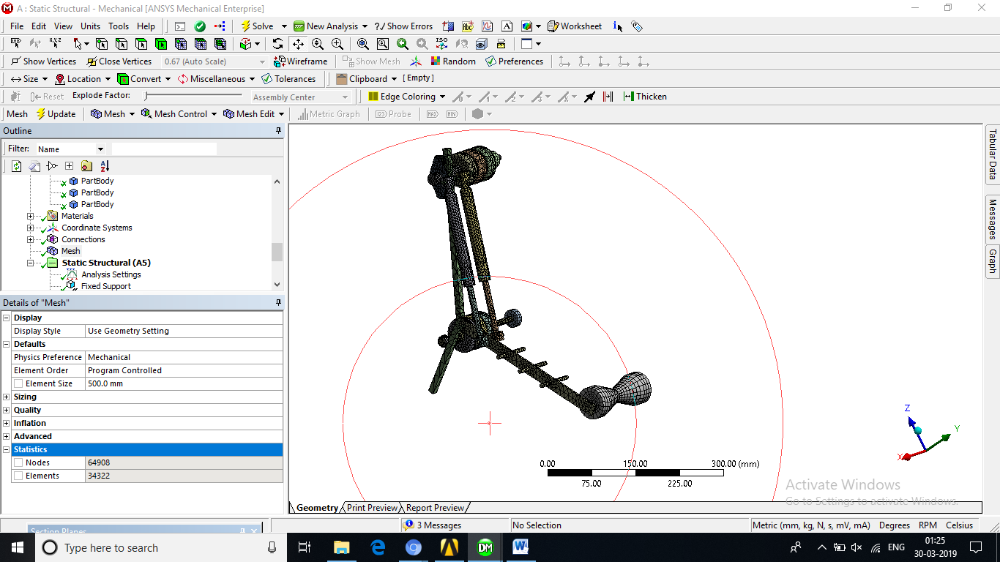 A : Static Structural - Mechanical [ANSYS Mechanical Enterprise]
File Edit View Units Tools Help Solve New Analysis ?/ Show Errors Worksheet
Show Vertices Close Vertices 0.67 (Auto Scale) Wireframe Show Mesh Random Preferences
Size Location Convert Miscellaneous Tolerances Clipboard [ Empty ]
Reset Explode Factor: Assembly Center Edge Coloring Thicken
Mesh Update Mesh Mesh Control Mesh Edit Metric Graph Probe MAX MIN
Outline
Filter: Name
PartBody
PartBody
PartBody
Materials
Coordinate Systems
Connections
Mesh
Static Structural (A5)
Analysis Settings
Fixed Support
Details of "Mesh"
Display
Display Style Use Geometry Setting
Defaults
Physics Preference Mechanical
Element Order Program Controlled
Element Size 500.0 mm
Sizing
Quality
Inflation
Advanced
Statistics
Nodes 64908
Elements 34322
Section Planes
Tabular Data
Messages
Graph
Z
Y
X
0.00 150.00 300.00 (mm)
75.00 225.00
Activate Windows
Go to Settings to activate Windows.
Geometry Print Preview Report Preview
3 Messages No Selection Metric (mm, kg, N, s, mV, mA) Degrees RPM Celsius
Type here to search
DM
ENG
01:25
30-03-2019